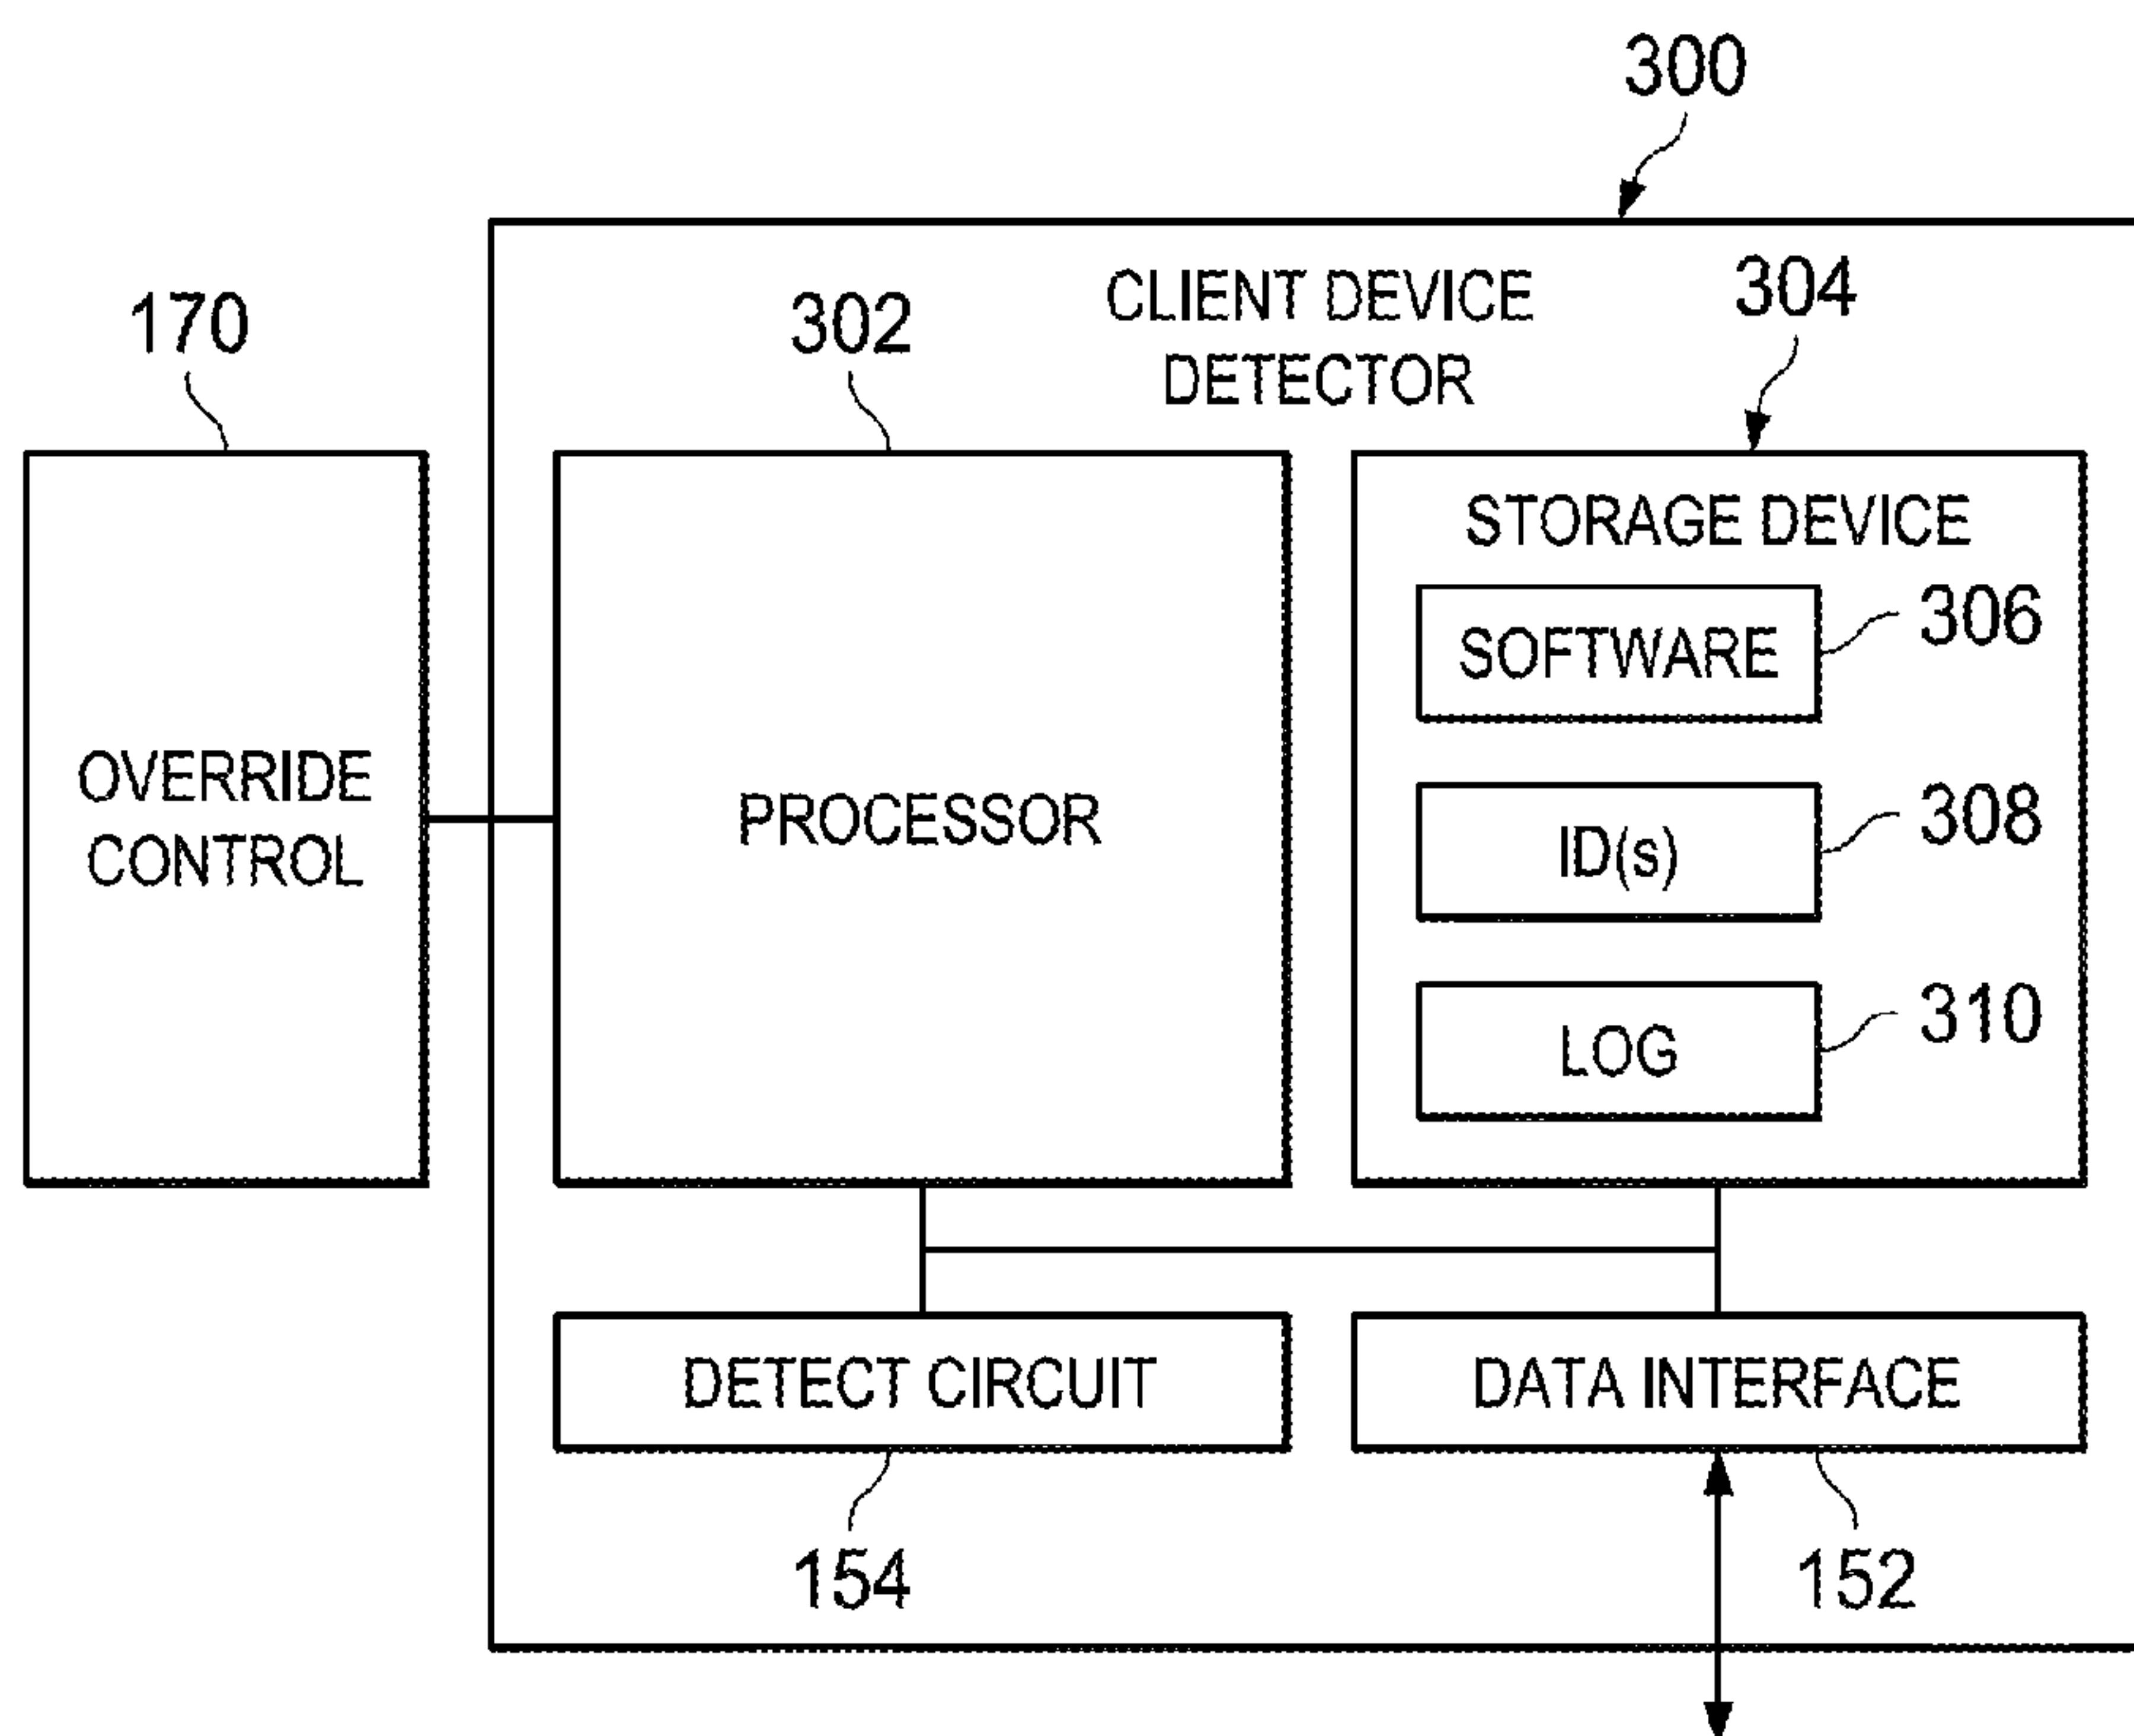 300
CLIENT DEVICE
DETECTOR
304
170
302
OVERRIDE
CONTROL
PROCESSOR
STORAGE DEVICE
SOFTWARE
306
ID(s)
308
LOG
310
DETECT CIRCUIT
DATA INTERFACE
154
152